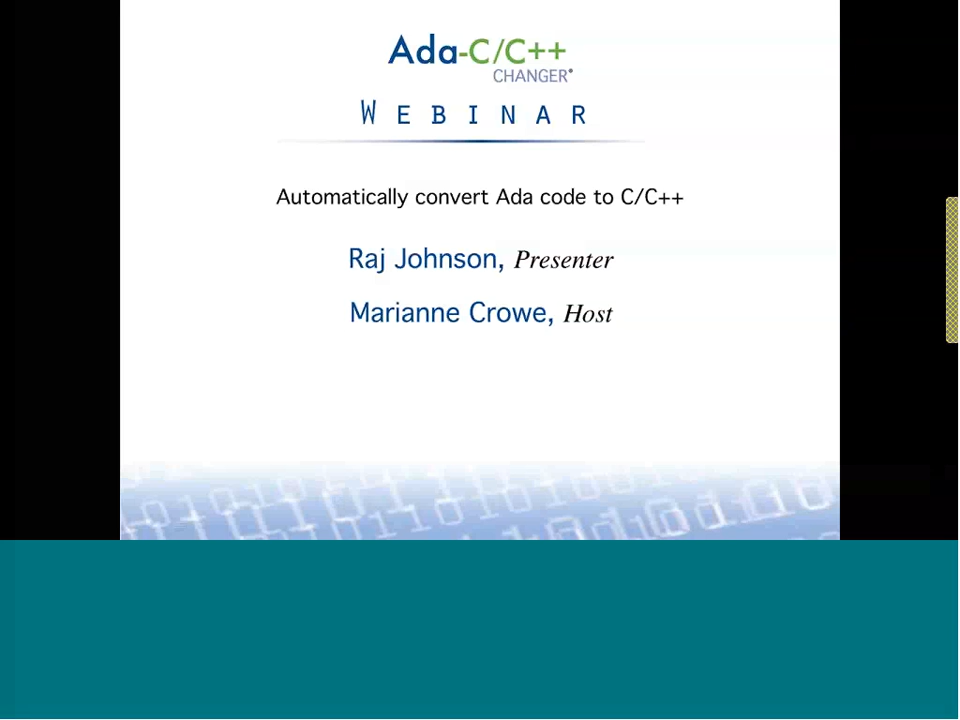 Ada-C/C++
CHANGER
WEBINAR
Automatically convert Ada code to C/C++
Raj Johnson, Presenter
Marianne Crowe, Host